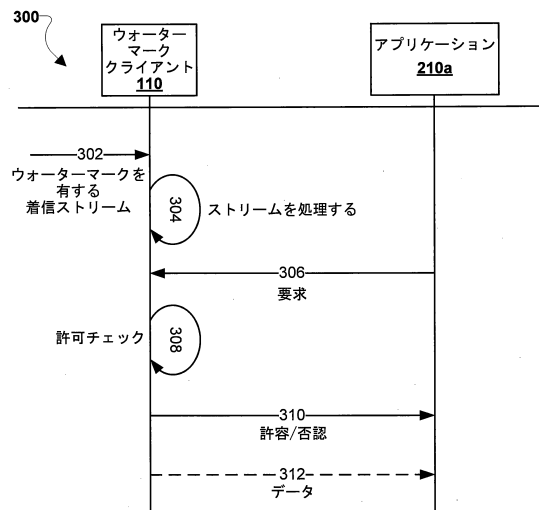 300
ウォーター
マーク
クライアント
110
アプリケーション
210a
302
ウォーターマークを
有する
着信ストリーム
304
ストリームを処理する
306
要求
許可チェック
308
310
許容/否認
312
データ